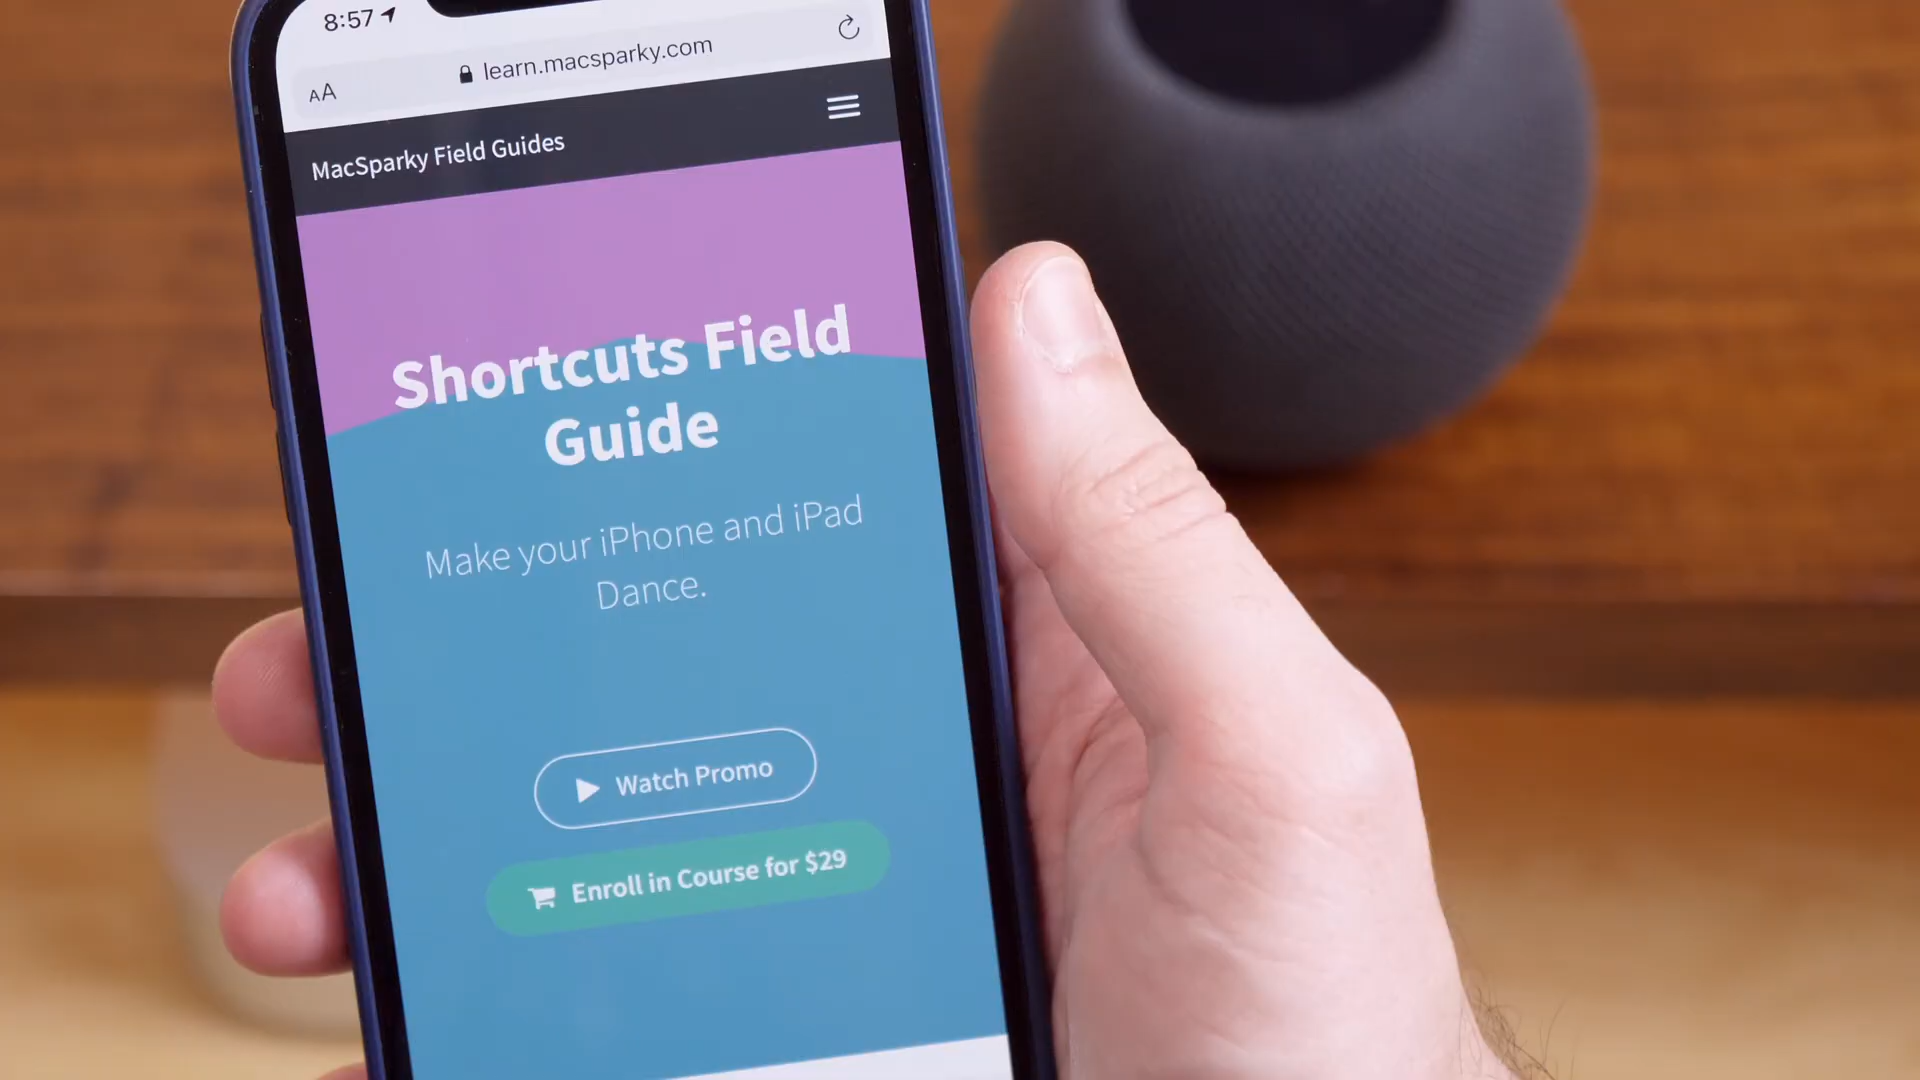 8:57
AA learn.macsparky.com
MacSparky Field Guides
Shortcuts Field
Guide
Make your iPhone and iPad
Dance.
Watch Promo
Enroll in Course for $29